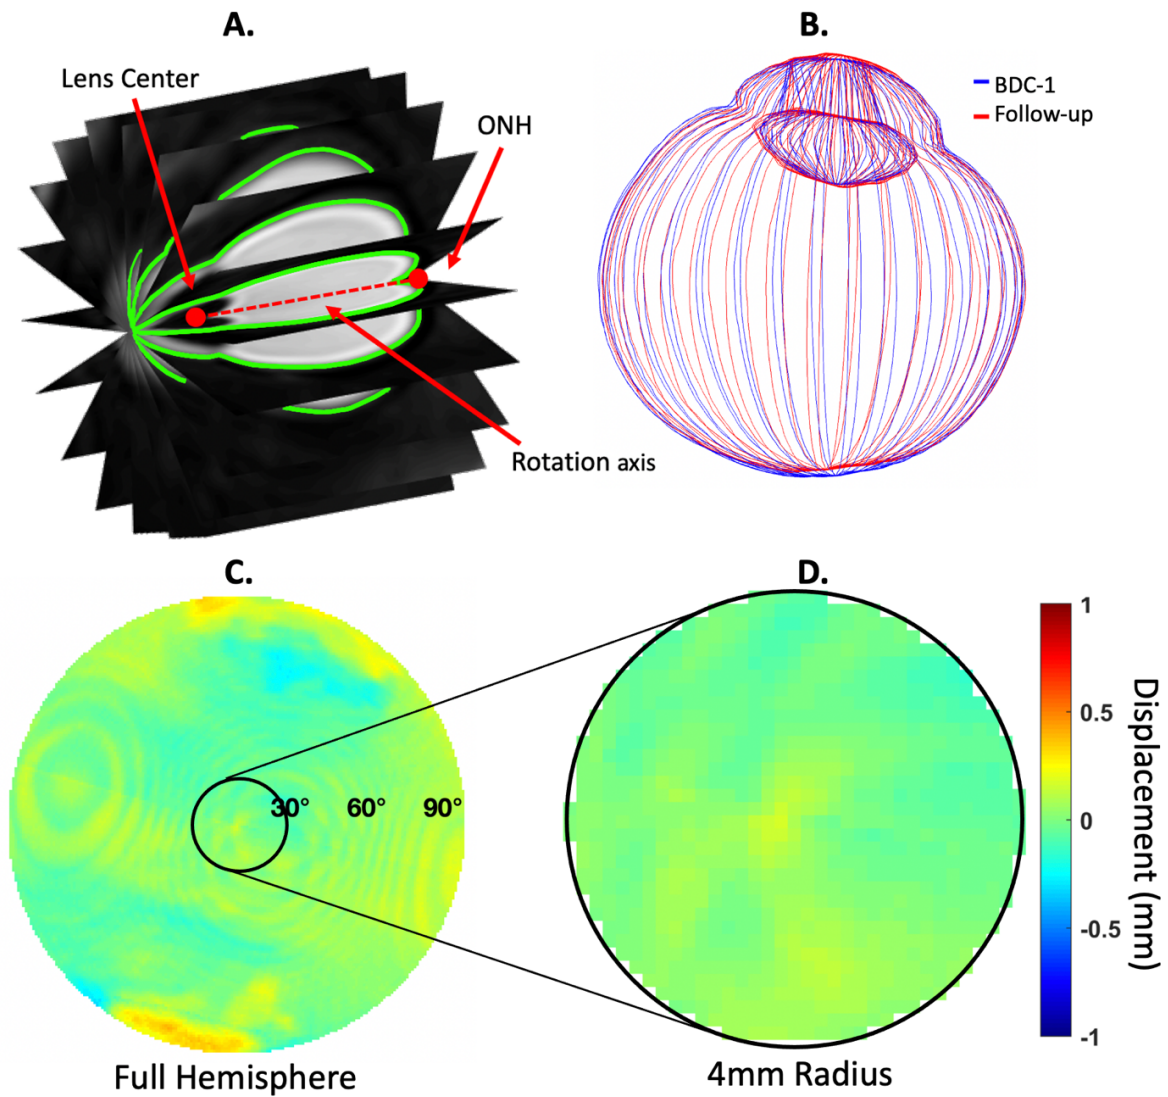 A.
B.
Lens Center
ONH
BDC-1
Follow-up
Rotation axis
C.
D.
30° 60° 90°
1
0.5
0
-0.5
-1
Displacement (mm)
Full Hemisphere
4mm Radius